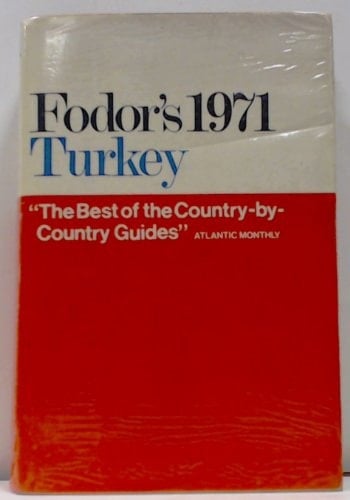 Fodor's 1971
Turkey
“The Best of the Country-by-
Country Guides” ATLANTIC MONTHLY